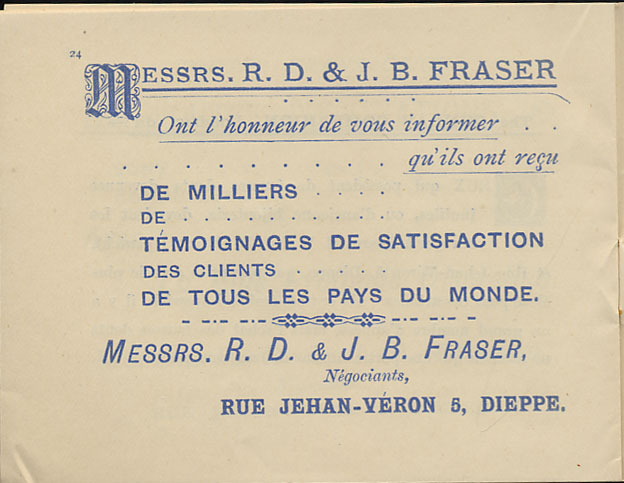 24
MESSRS. R. D. & J. B. FRASER
Ont l'honneur de vous informer . .
. . . . . . . . . qu'ils ont reçu
DE MILLIERS . . . .
DE . . . . . . . .
TÉMOIGNAGES DE SATISFACTION
DES CLIENTS . . . .
DE TOUS LES PAYS DU MONDE.
MESSRS. R. D. & J. B. FRASER,
Négociants,
RUE JEHAN-VÉRON 5, DIEPPE.